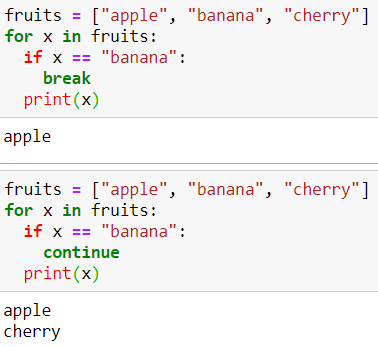 fruits = ["apple", "banana", "cherry"]
for x in fruits:
  if x == "banana":
    break
  print(x)
apple
fruits = ["apple", "banana", "cherry"]
for x in fruits:
  if x == "banana":
    continue
  print(x)
apple
cherry